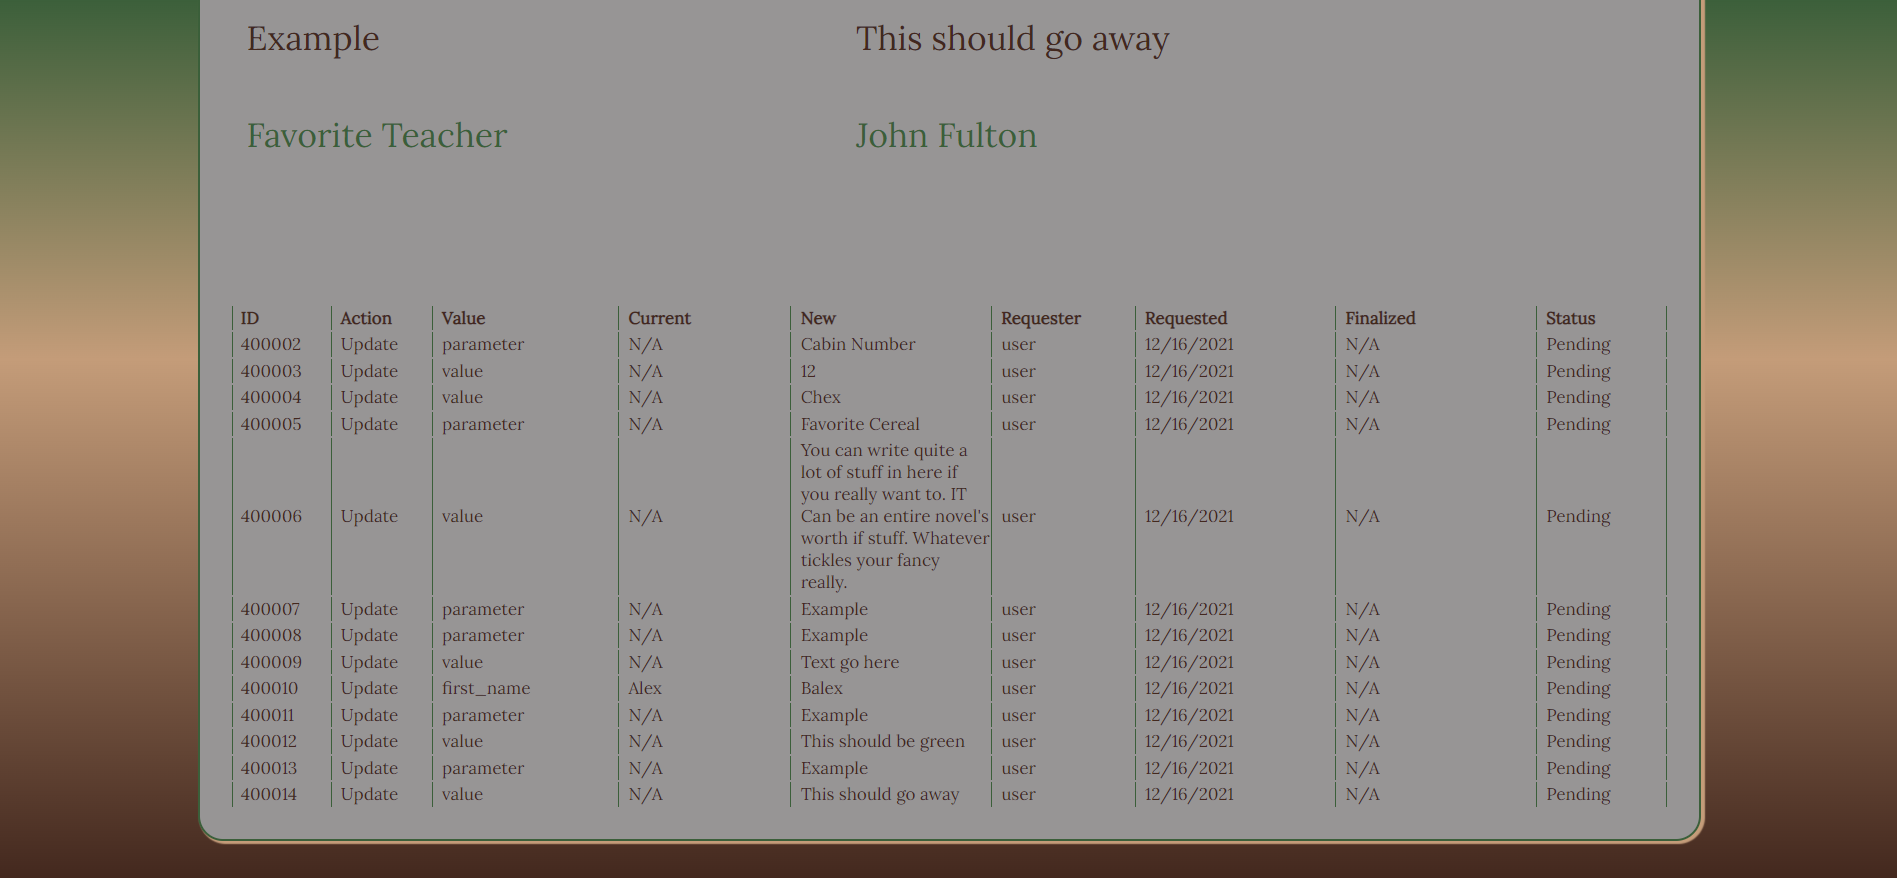 Example This should go away
Favorite Teacher John Fulton
ID Action Value Current New Requester Requested Finalized Status
400002 Update parameter N/A Cabin Number user 12/16/2021 N/A Pending
400003 Update value N/A 12 user 12/16/2021 N/A Pending
400004 Update value N/A Chex user 12/16/2021 N/A Pending
400005 Update parameter N/A Favorite Cereal user 12/16/2021 N/A Pending
You can write quite a
lot of stuff in here if
you really want to. IT
400006 Update value N/A Can be an entire novel's user 12/16/2021 N/A Pending
worth if stuff. Whatever
tickles your fancy
really.
400007 Update parameter N/A Example user 12/16/2021 N/A Pending
400008 Update parameter N/A Example user 12/16/2021 N/A Pending
400009 Update value N/A Text go here user 12/16/2021 N/A Pending
400010 Update first_name Alex Balex user 12/16/2021 N/A Pending
400011 Update parameter N/A Example user 12/16/2021 N/A Pending
400012 Update value N/A This should be green user 12/16/2021 N/A Pending
400013 Update parameter N/A Example user 12/16/2021 N/A Pending
400014 Update value N/A This should go away user 12/16/2021 N/A Pending